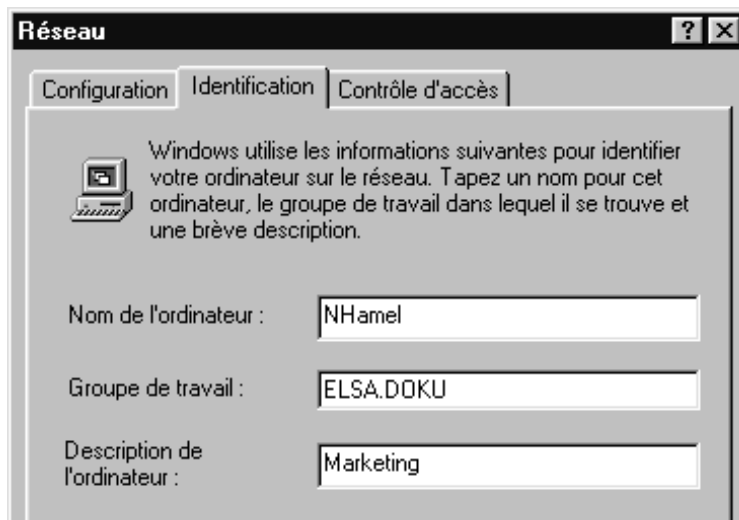 Réseau
Configuration Identification Contrôle d'accès
Windows utilise les informations suivantes pour identifier
votre ordinateur sur le réseau. Tapez un nom pour cet
ordinateur, le groupe de travail dans lequel il se trouve et
une brève description.
Nom de l'ordinateur : NHamel
Groupe de travail : ELSA.DOKU
Description de
l'ordinateur : Marketing